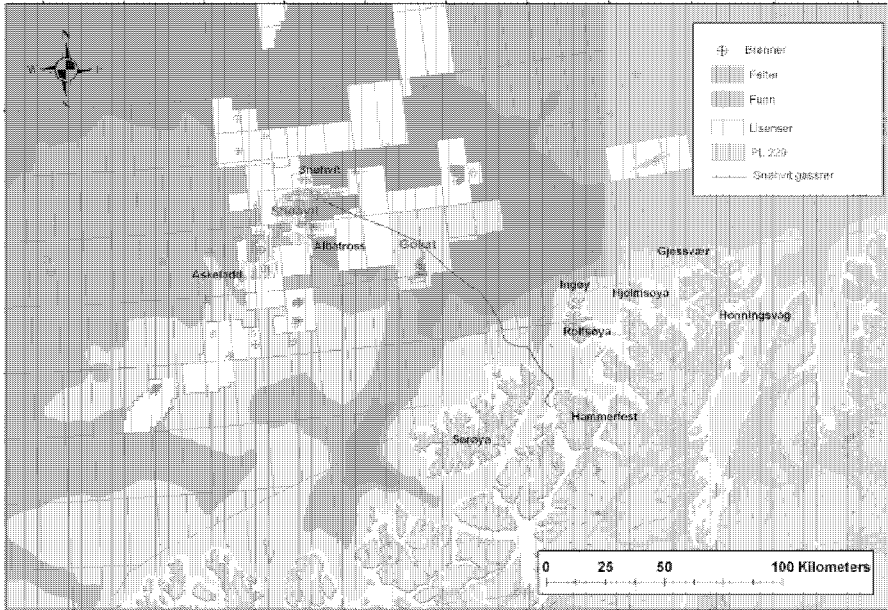 N
Brønner
Felter
Funn
Lisenser
PL 229
Snøhvit gassrør
Snøhvit
Snøhvit
Albatross
Goliat
Askeladd
Gjessvær
Ingøy
Hjelmsøya
Honningsvåg
Rolfsøya
Hammerfest
Sørøya
0 25 50 100 Kilometers